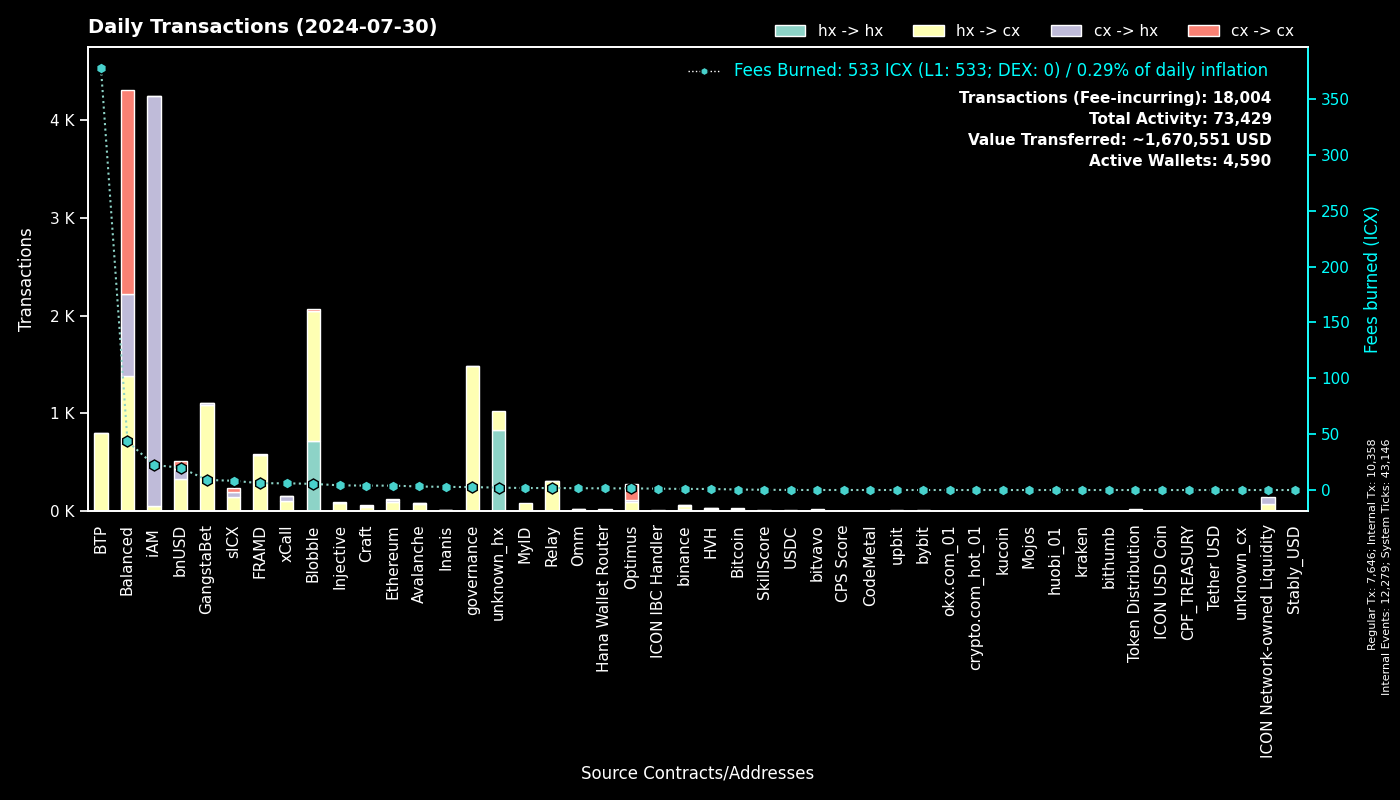 Daily Transactions (2024-07-30)
hx -> hx
hx -> cx
cx -> hx
cx -> cx
Fees Burned: 533 ICX (L1: 533; DEX: 0) / 0.29% of daily inflation
Transactions (Fee-incurring): 18,004
Total Activity: 73,429
Value Transferred: ~1,670,551 USD
Active Wallets: 4,590
Transactions
4 K
3 K
2 K
1 K
0 K
350
300
250
200
150
100
50
0
Fees burned (ICX)
BTP
Balanced
iAM
bnUSD
GangstaBet
sICX
FRAMD
xCall
Blobble
Injective
Craft
Ethereum
Avalanche
Inanis
governance
unknown_hx
MyID
Relay
Omm
Hana Wallet Router
Optimus
ICON IBC Handler
binance
HVH
Bitcoin
SkillScore
USDC
bitvavo
CPS Score
CodeMetal
upbit
bybit
okx.com_01
crypto.com_hot_01
kucoin
Mojos
huobi_01
kraken
bithumb
Token Distribution
ICON USD Coin
CPF_TREASURY
Tether USD
unknown_cx
ICON Network-owned Liquidity
Stably_USD
Source Contracts/Addresses
Regular Tx: 7,646; Internal Tx: 10,358
Internal Events: 12,279; System Ticks: 43,146